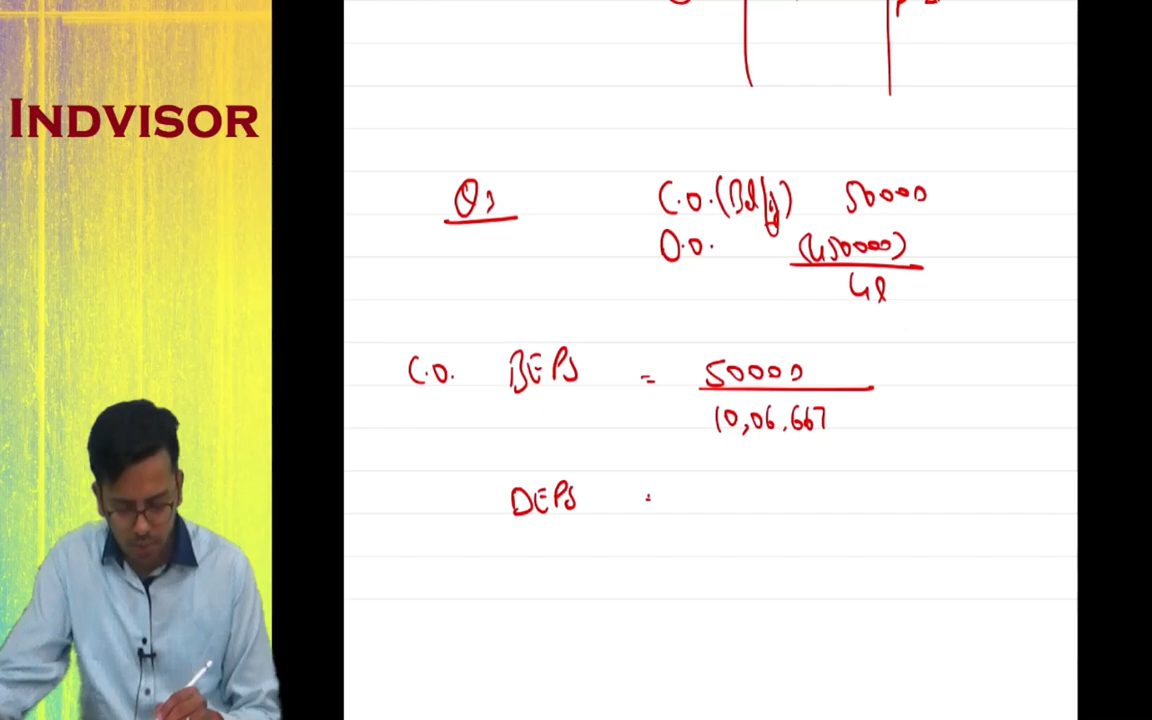 INDVISOR
Q3
C.O. (Bal/fig) 50000
D.O. (450000)
4l
C.O. BEPS = 50000
10,06,667
DEPS =